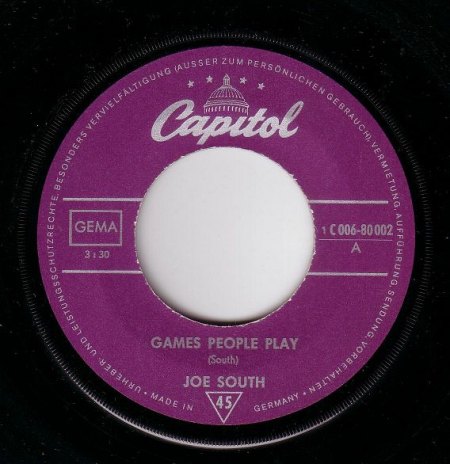 URHEBER- UND LEISTUNGSSCHUTZRECHTE, BESONDERS VERVIELFÄLTIGUNG (AUSSER ZUM PERSÖNLICHEN GEBRAUCH), VERMIETUNG, AUFFÜHRUNG, SENDUNG, VORBEHALTEN
Capitol
GEMA
3:30
1 C 006-80 002
A
GAMES PEOPLE PLAY
(South)
JOE SOUTH
• MADE IN 45 GERMANY •